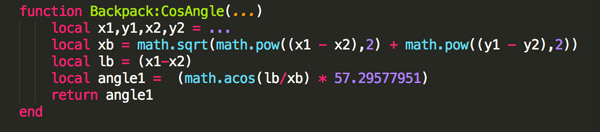 function Backpack:CosAngle(...)
local x1,y1,x2,y2 = ...
local xb = math.sqrt(math.pow((x1 - x2),2) + math.pow((y1 - y2),2))
local lb = (x1-x2)
local angle1 =  (math.acos(lb/xb) * 57.29577951)
return angle1
end